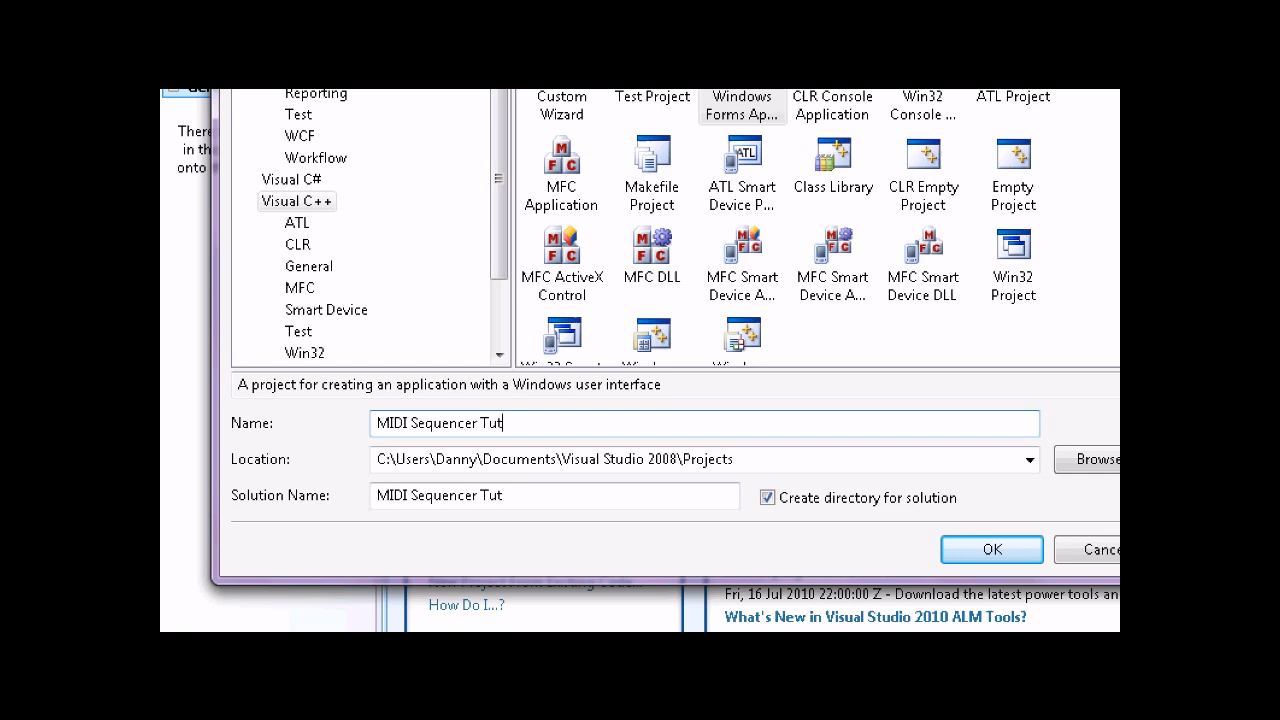 There
in th
onto
Reporting
Test
WCF
Workflow
Visual C#
Visual C++
ATL
CLR
General
MFC
Smart Device
Test
Win32
Custom Wizard
Test Project
Windows Forms Ap...
CLR Console Application
Win32 Console ...
ATL Project
MFC Application
Makefile Project
ATL Smart Device P...
Class Library
CLR Empty Project
Empty Project
MFC ActiveX Control
MFC DLL
MFC Smart Device A...
MFC Smart Device A...
MFC Smart Device DLL
Win32 Project
A project for creating an application with a Windows user interface
Name: MIDI Sequencer Tut
Location: C:\Users\Danny\Documents\Visual Studio 2008\Projects
Browse
Solution Name: MIDI Sequencer Tut
Create directory for solution
OK
Cance
How Do I...?
Fri, 16 Jul 2010 22:00:00 Z - Download the latest power tools an
What's New in Visual Studio 2010 ALM Tools?